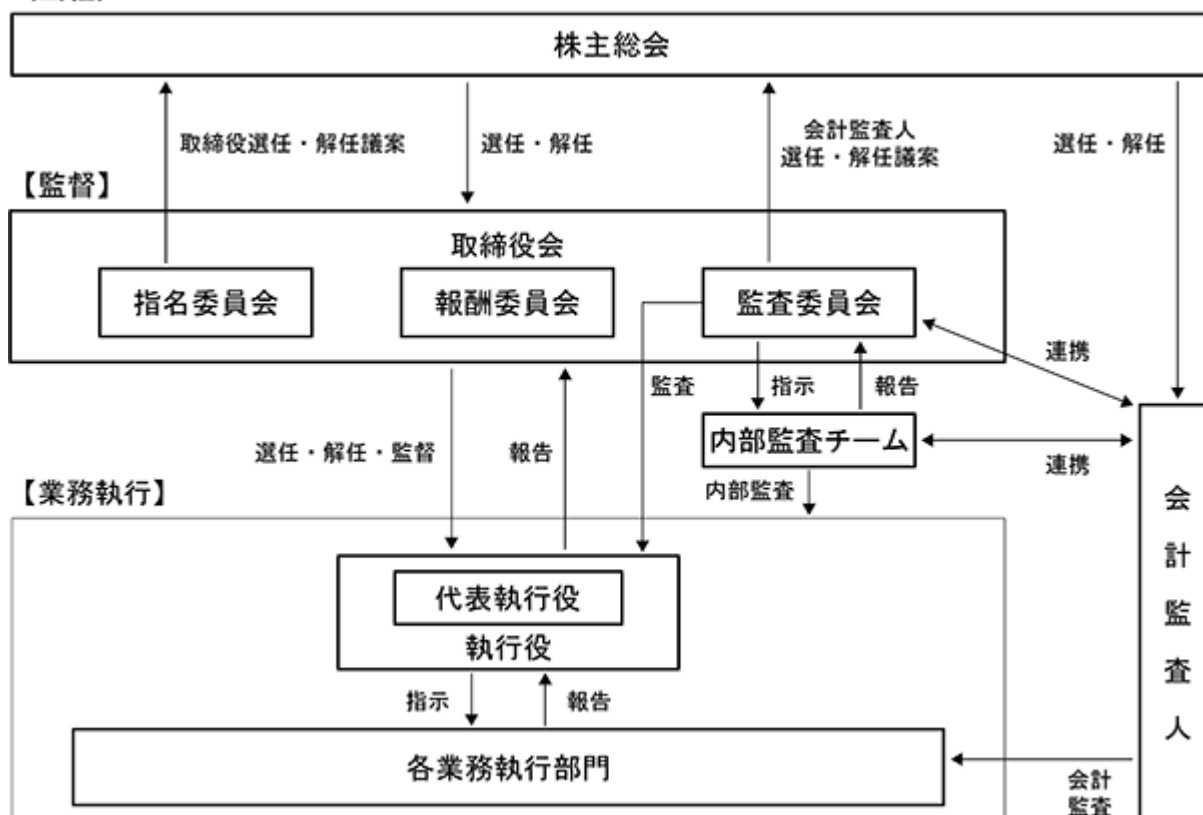 株主総会
取締役選任・解任議案
選任・解任
会計監査人
選任・解任議案
選任・解任
【監督】
取締役会
指名委員会
報酬委員会
監査委員会
連携
監査
指示
報告
内部監査チーム
連携
選任・解任・監督
報告
内部監査
【業務執行】
会計監査人
代表執行役
執行役
指示
報告
各業務執行部門
会計
監査